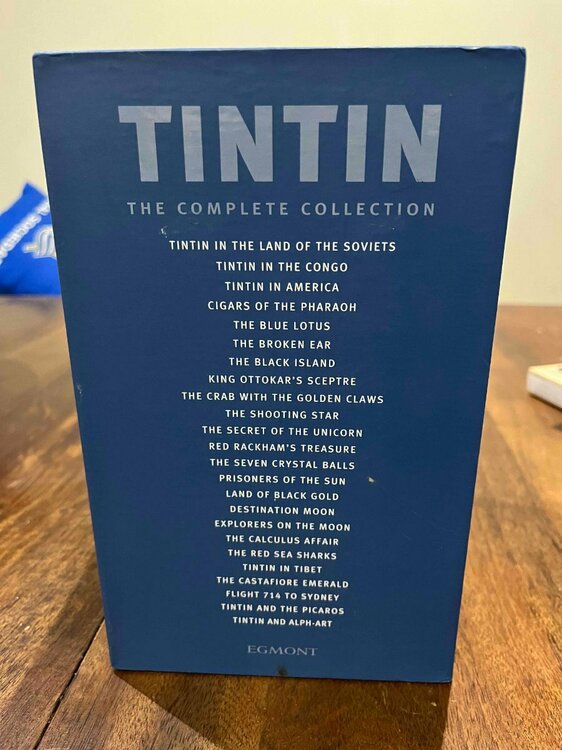 TINTIN
THE COMPLETE COLLECTION
TINTIN IN THE LAND OF THE SOVIETS
TINTIN IN THE CONGO
TINTIN IN AMERICA
CIGARS OF THE PHARAOH
THE BLUE LOTUS
THE BROKEN EAR
THE BLACK ISLAND
KING OTTOKAR'S SCEPTRE
THE CRAB WITH THE GOLDEN CLAWS
THE SHOOTING STAR
THE SECRET OF THE UNICORN
RED RACKHAM'S TREASURE
THE SEVEN CRYSTAL BALLS
PRISONERS OF THE SUN
LAND OF BLACK GOLD
DESTINATION MOON
EXPLORERS ON THE MOON
THE CALCULUS AFFAIR
THE RED SEA SHARKS
TINTIN IN TIBET
THE CASTAFIORE EMERALD
FLIGHT 714 TO SYDNEY
TINTIN AND THE PICAROS
TINTIN AND ALPH-ART
EGMONT